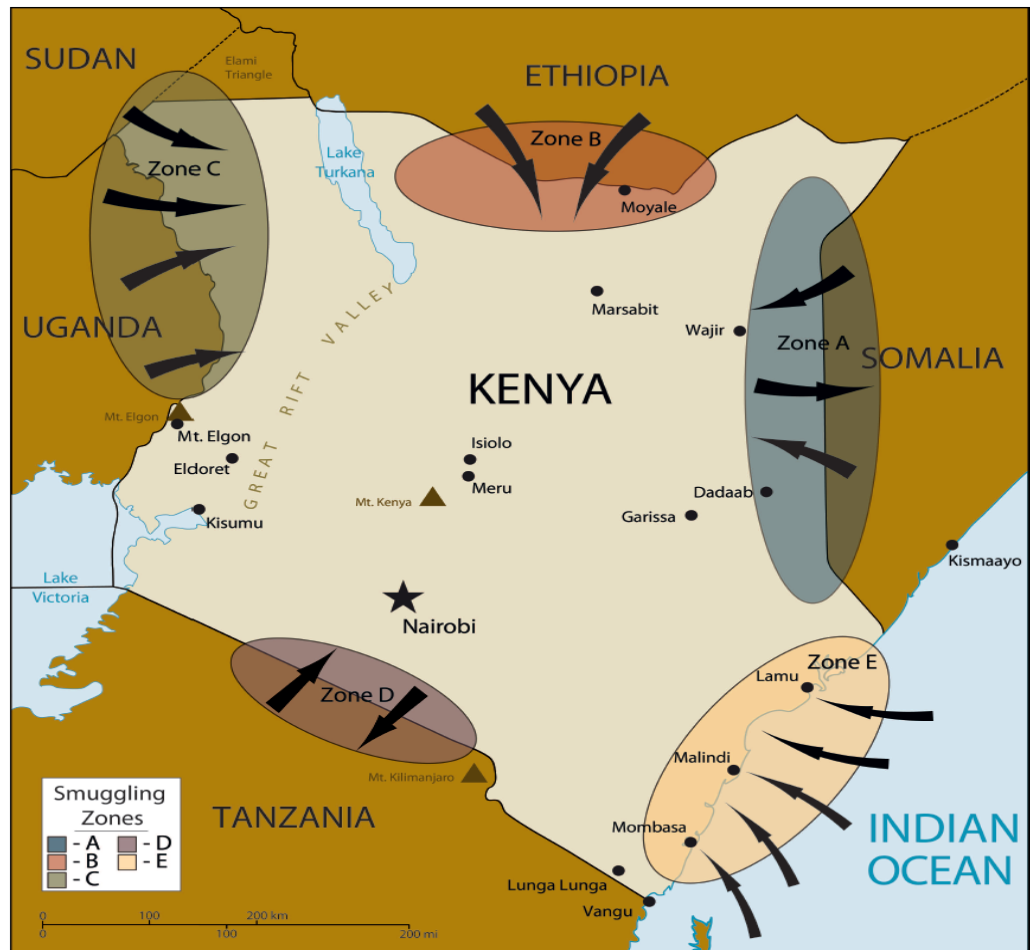 SUDAN
Elami
Triangle
ETHIOPIA
Zone B
Lake
Turkana
Zone C
Moyale
Marsabit
Wajir
Zone A
UGANDA
SOMALIA
GREAT RIFT VALLEY
KENYA
Mt. Elgon
Mt. Elgon
Isiolo
Eldoret
Meru
Mt. Kenya
Dadaab
Garissa
Kisumu
Kismaayo
Lake
Victoria
Nairobi
Zone E
Lamu
Zone D
Malindi
Mt. Kilimanjaro
TANZANIA
Mombasa
INDIAN
OCEAN
Lunga Lunga
Vangu
Smuggling
Zones
- A - D
- B - E
- C
0 100 200 km
0 100 200 mi